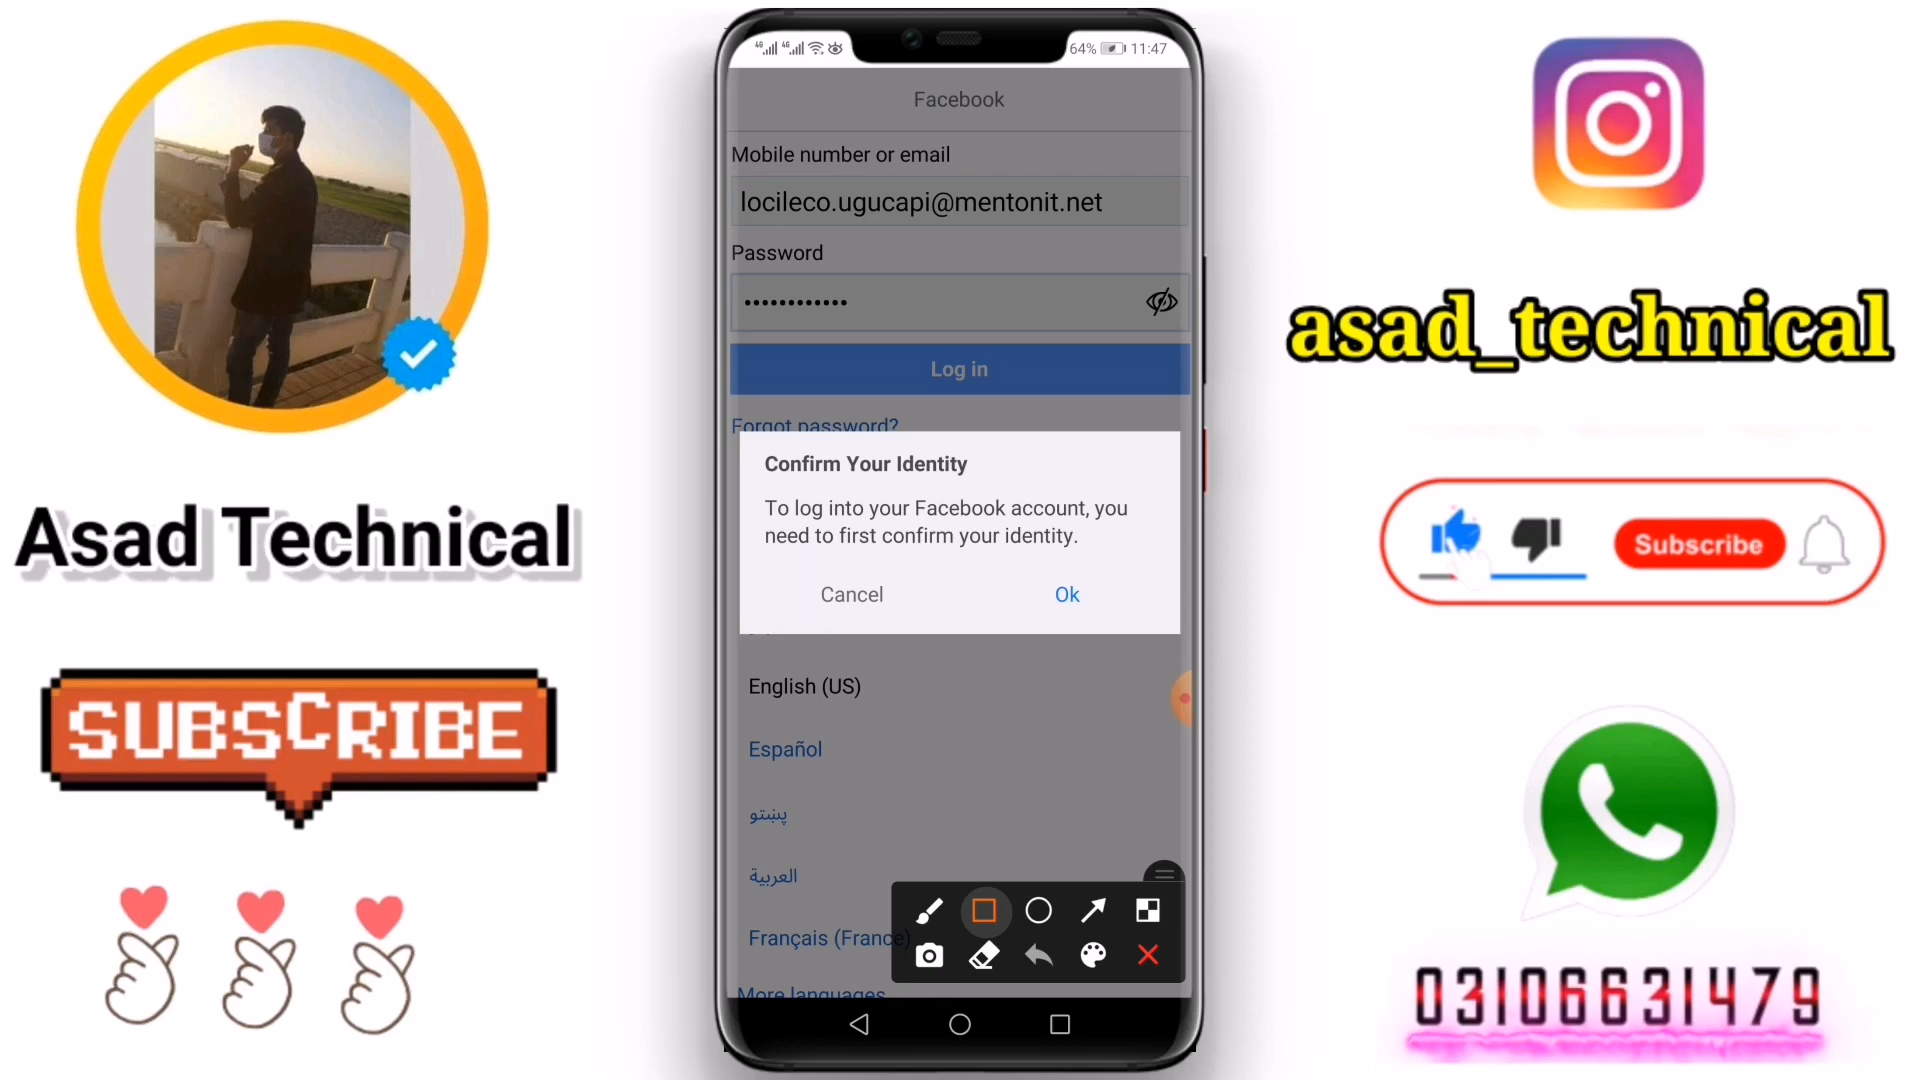 64% 11:47
Facebook
Mobile number or email
locileco.ugucapi@mentonit.net
Password
Log in
Forgot password?
Confirm Your Identity
To log into your Facebook account, you
need to first confirm your identity.
Cancel
Ok
English (US)
Español
پښتو
العربية
Français (France)
More languages
Asad Technical
SUBSCRIBE
asad_technical
Subscribe
03106631479